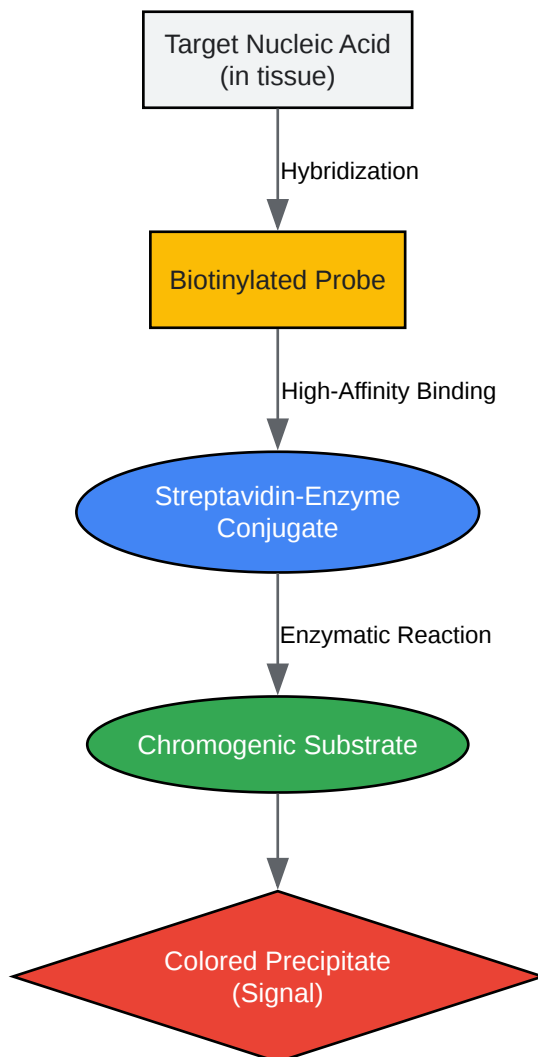 Target Nucleic Acid
(in tissue)
Hybridization
Biotinylated Probe
High-Affinity Binding
Streptavidin-Enzyme
Conjugate
Enzymatic Reaction
Chromogenic Substrate
Colored Precipitate
(Signal)